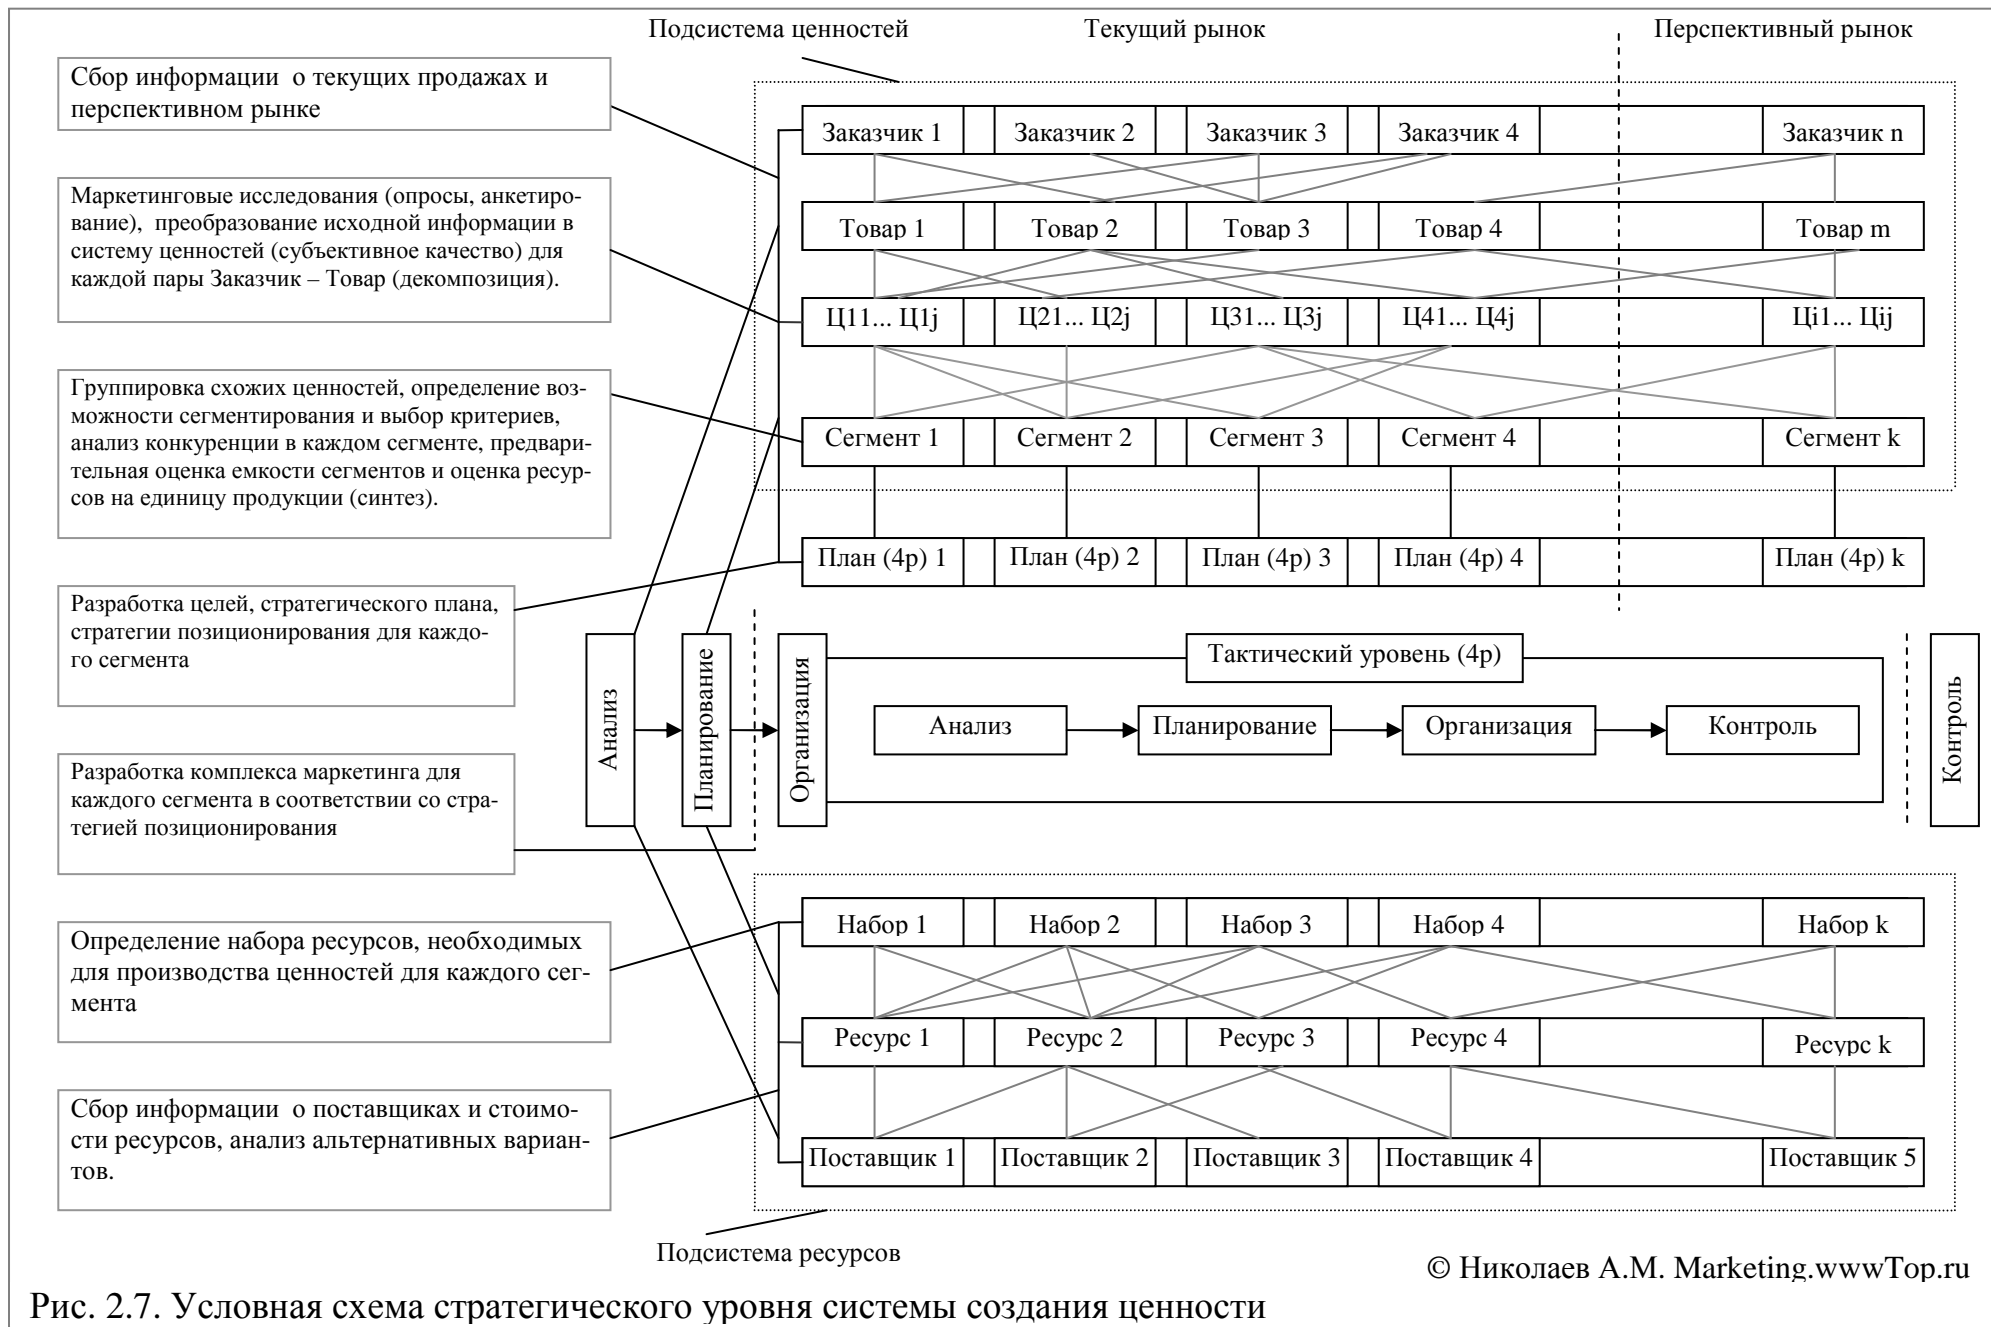 Подсистема ценностей
Текущий рынок
Перспективный рынок
Сбор информации о текущих продажах и
перспективном рынке
Заказчик 1
Заказчик 2
Заказчик 3
Заказчик 4
Заказчик n
Маркетинговые исследования (опросы, анкетиро-
вание), преобразование исходной информации в
систему ценностей (субъективное качество) для
каждой пары Заказчик – Товар (декомпозиция).
Товар 1
Товар 2
Товар 3
Товар 4
Товар m
Ц11... Ц1j
Ц21... Ц2j
Ц31... Ц3j
Ц41... Ц4j
Цi1... Цij
Группировка схожих ценностей, определение воз-
можности сегментирования и выбор критериев,
анализ конкуренции в каждом сегменте, предвари-
тельная оценка емкости сегментов и оценка ресур-
сов на единицу продукции (синтез).
Сегмент 1
Сегмент 2
Сегмент 3
Сегмент 4
Сегмент k
План (4p) 1
План (4p) 2
План (4p) 3
План (4p) 4
План (4p) k
Разработка целей, стратегического плана,
стратегии позиционирования для каждо-
го сегмента
Анализ
Планирование
Организация
Тактический уровень (4p)
Анализ
Планирование
Организация
Контроль
Контроль
Разработка комплекса маркетинга для
каждого сегмента в соответствии со стра-
тегией позиционирования
Определение набора ресурсов, необходимых
для производства ценностей для каждого сег-
мента
Набор 1
Набор 2
Набор 3
Набор 4
Набор k
Ресурс 1
Ресурс 2
Ресурс 3
Ресурс 4
Ресурс k
Сбор информации о поставщиках и стоимо-
сти ресурсов, анализ альтернативных вариан-
тов.
Поставщик 1
Поставщик 2
Поставщик 3
Поставщик 4
Поставщик 5
Подсистема ресурсов
© Николаев А.М. Marketing.wwwTop.ru
Рис. 2.7. Условная схема стратегического уровня системы создания ценности